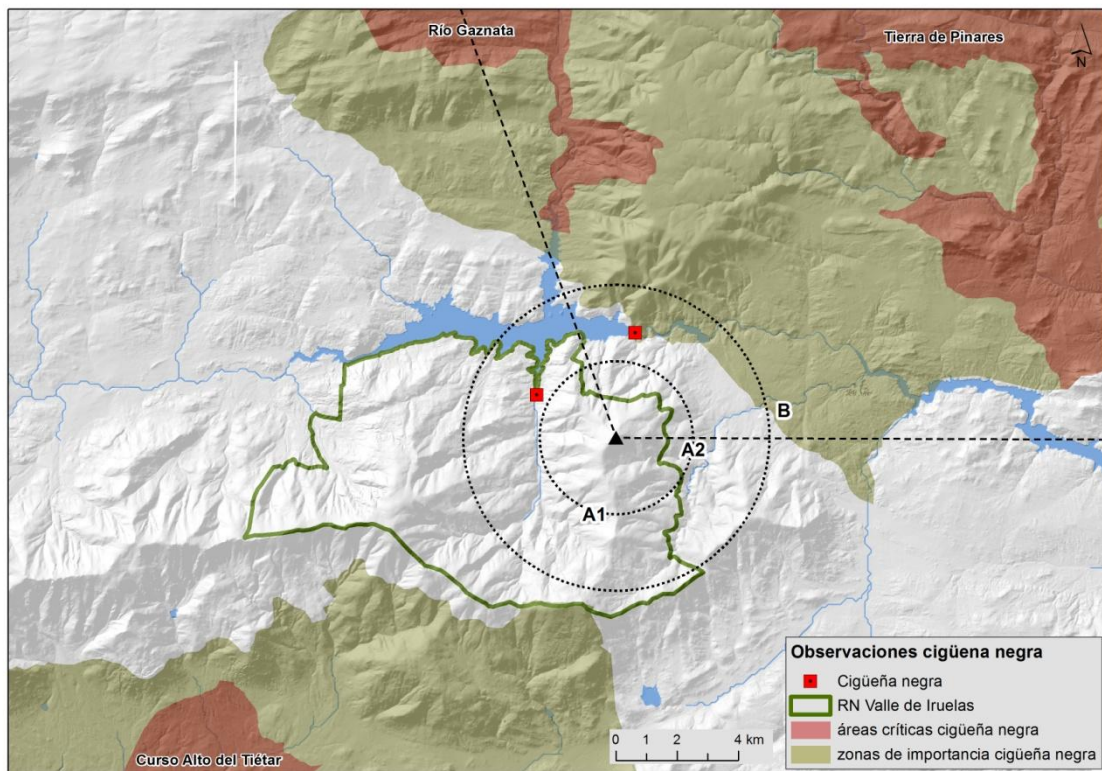 Río Gaznata
Tierra de Pinares
N
B
A2
A1
Observaciones cigüena negra
Cigüeña negra
RN Valle de Iruelas
áreas críticas cigüeña negra
zonas de importancia cigüeña negra
0 1 2 4 km
Curso Alto del Tiétar